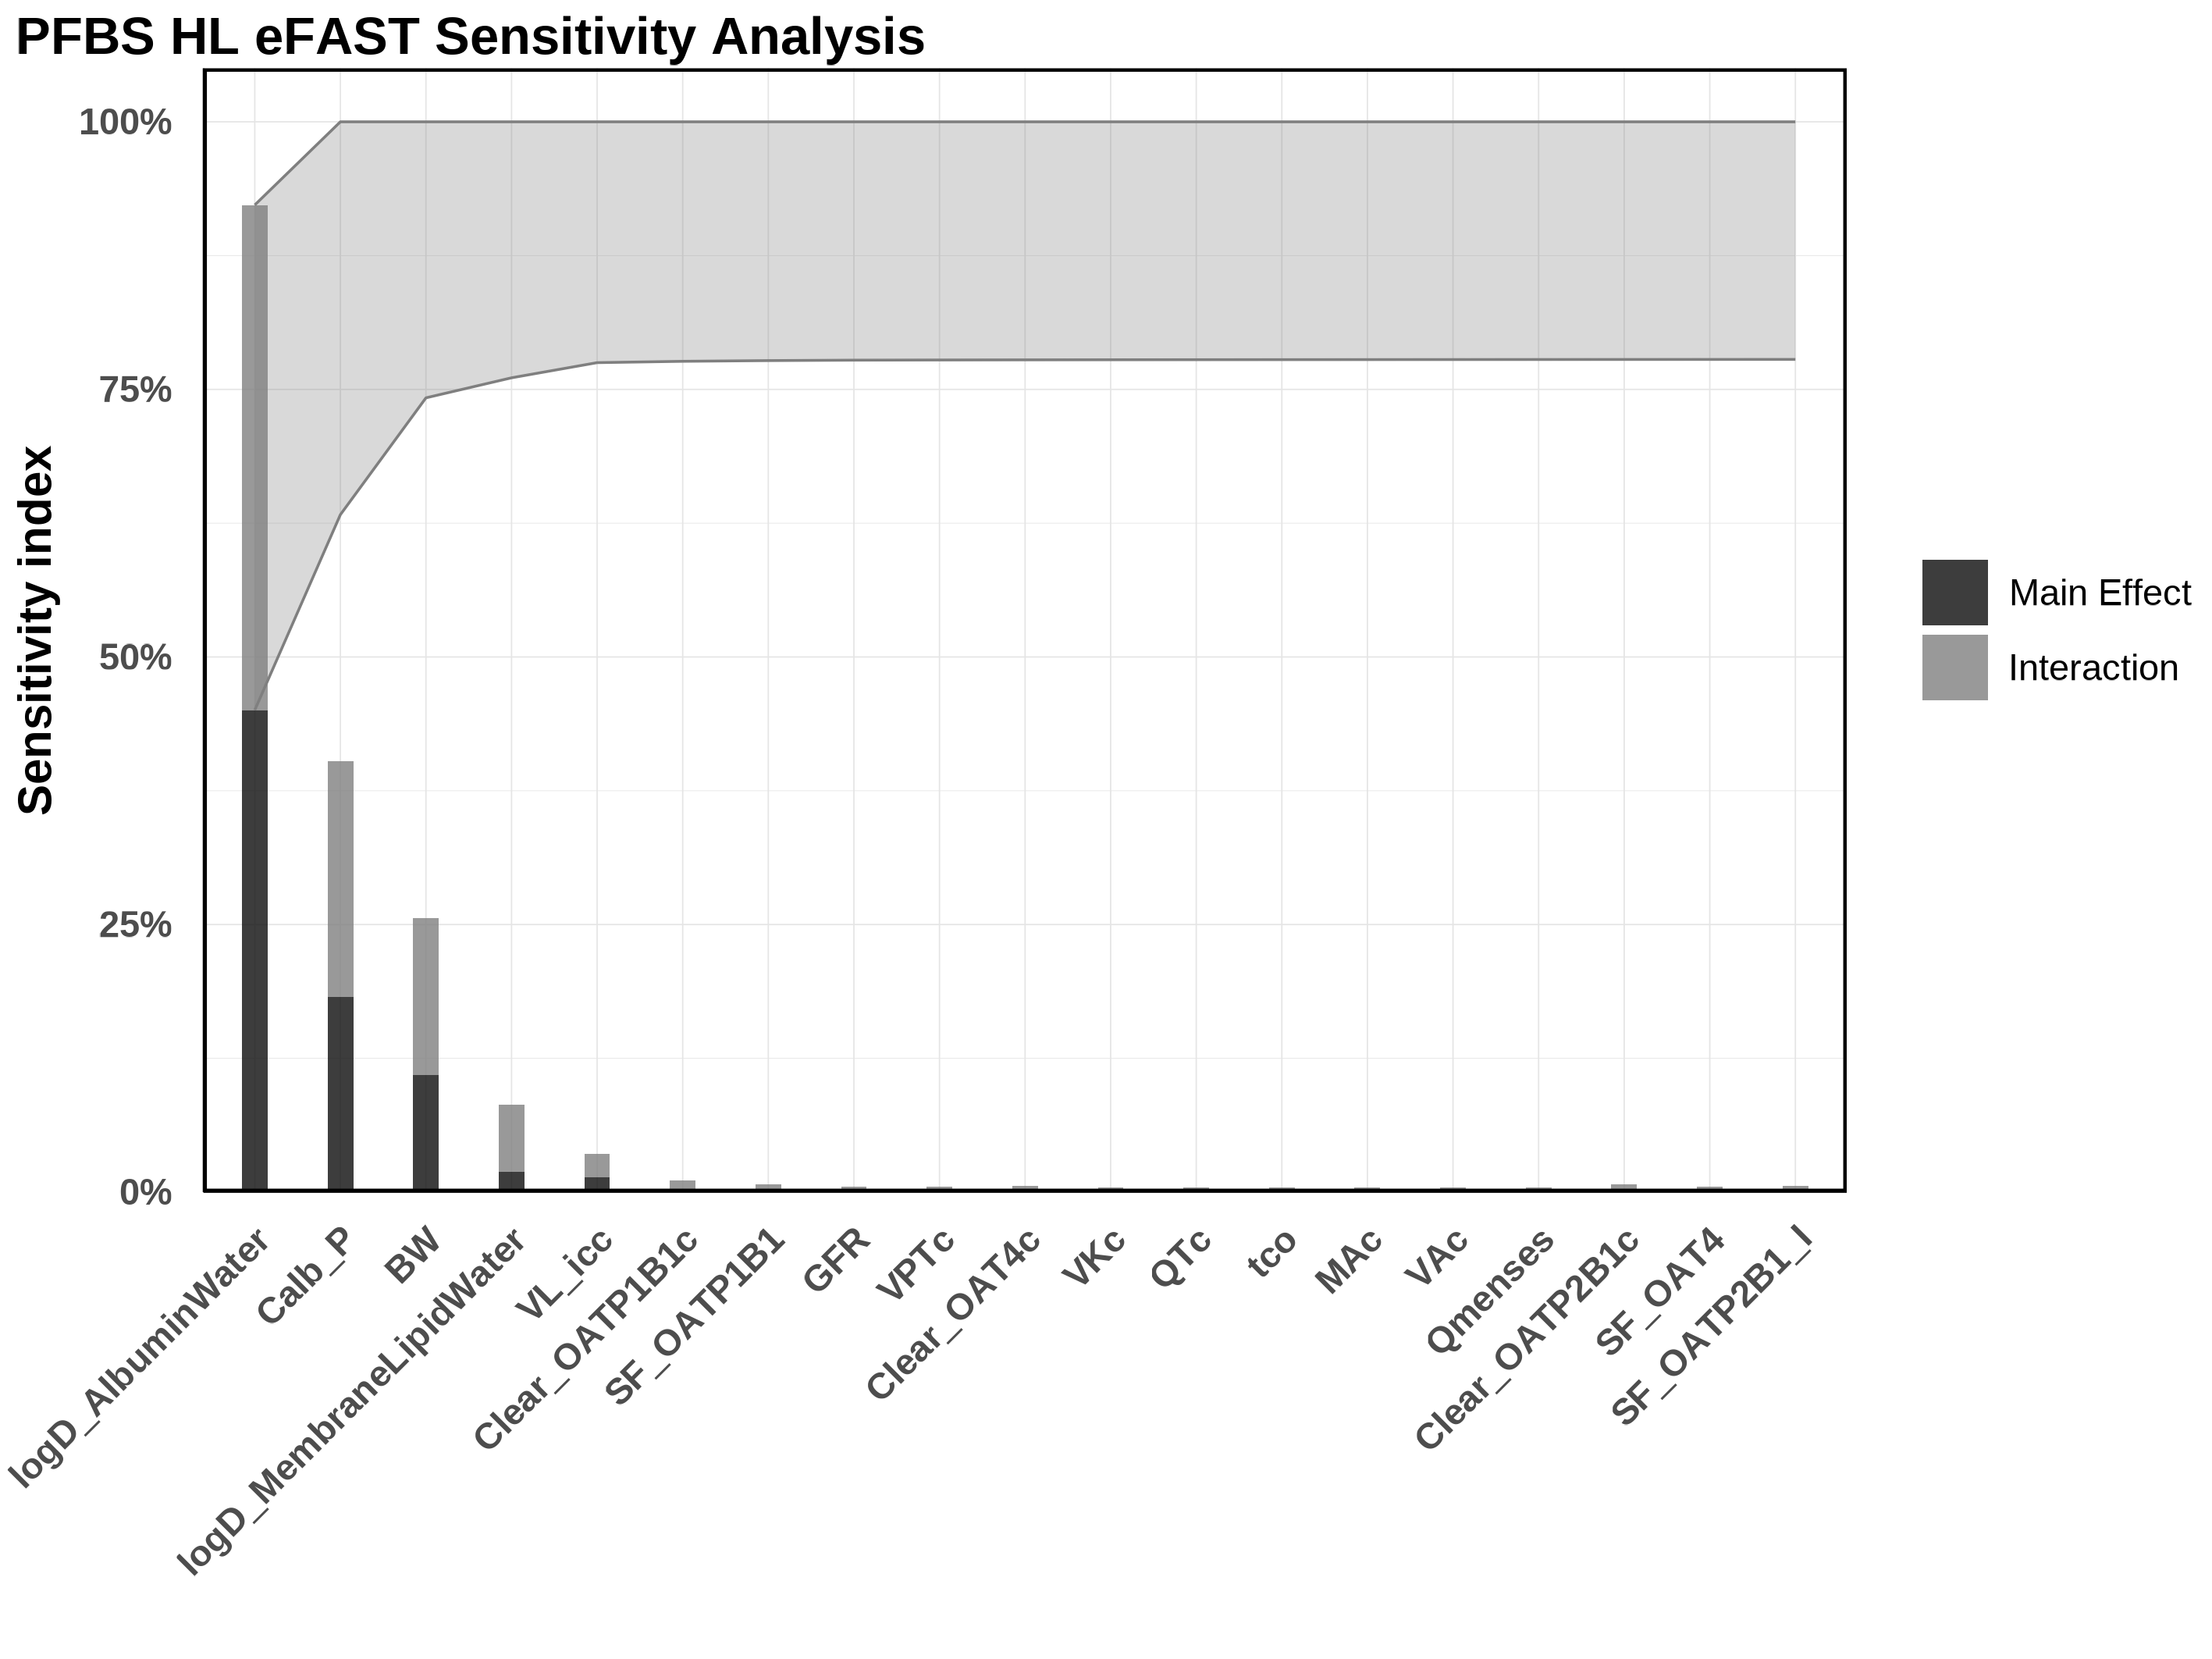 PFBS HL eFAST Sensitivity Analysis
Sensitivity index
100%
75%
50%
25%
0%
logD_AlbuminWater
Calb_P
BW
logD_MembraneLipidWater
VL_icc
Clear_OATP1B1c
SF_OATP1B1
GFR
VPTc
Clear_OAT4c
VKc
QTc
tco
MAc
VAc
Qmenses
Clear_OATP2B1c
SF_OAT4
SF_OATP2B1_l
Main Effect
Interaction